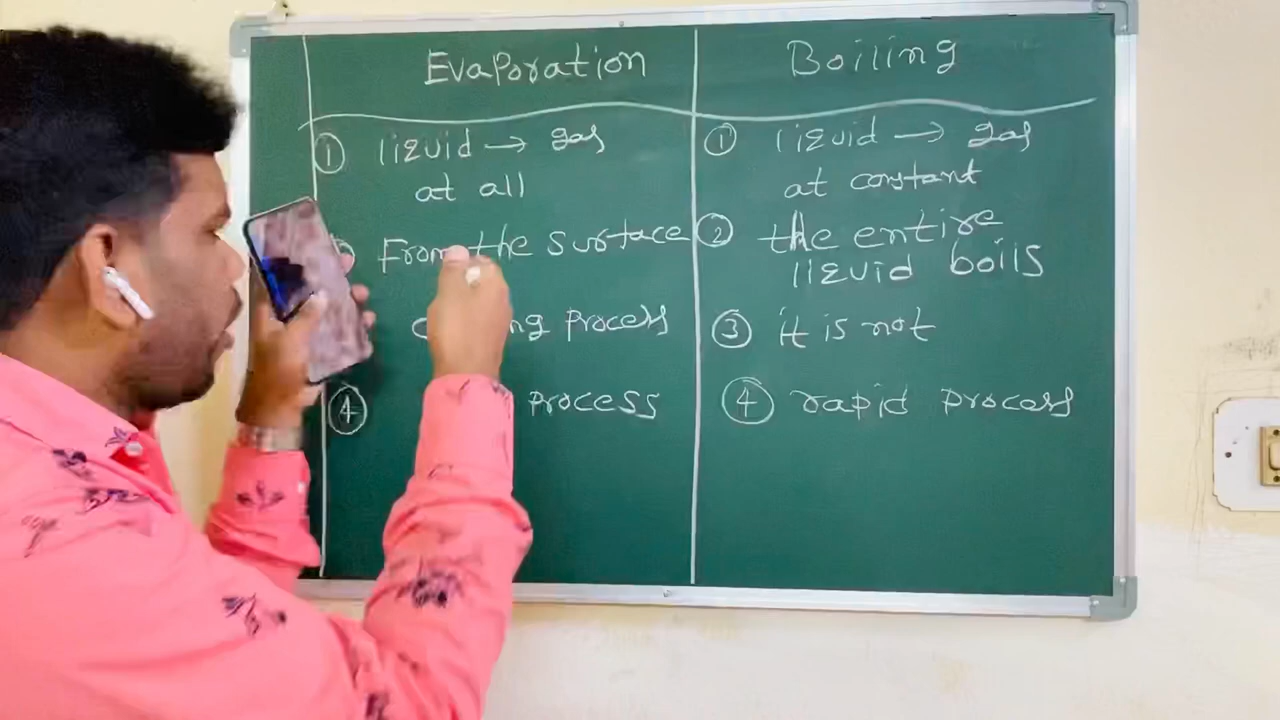 Evaporation
① liquid → gas
at all
From the surface
process
④ process
Boiling
① liquid → gas
at constant
② the entire
liquid boils
③ it is not
④ rapid process